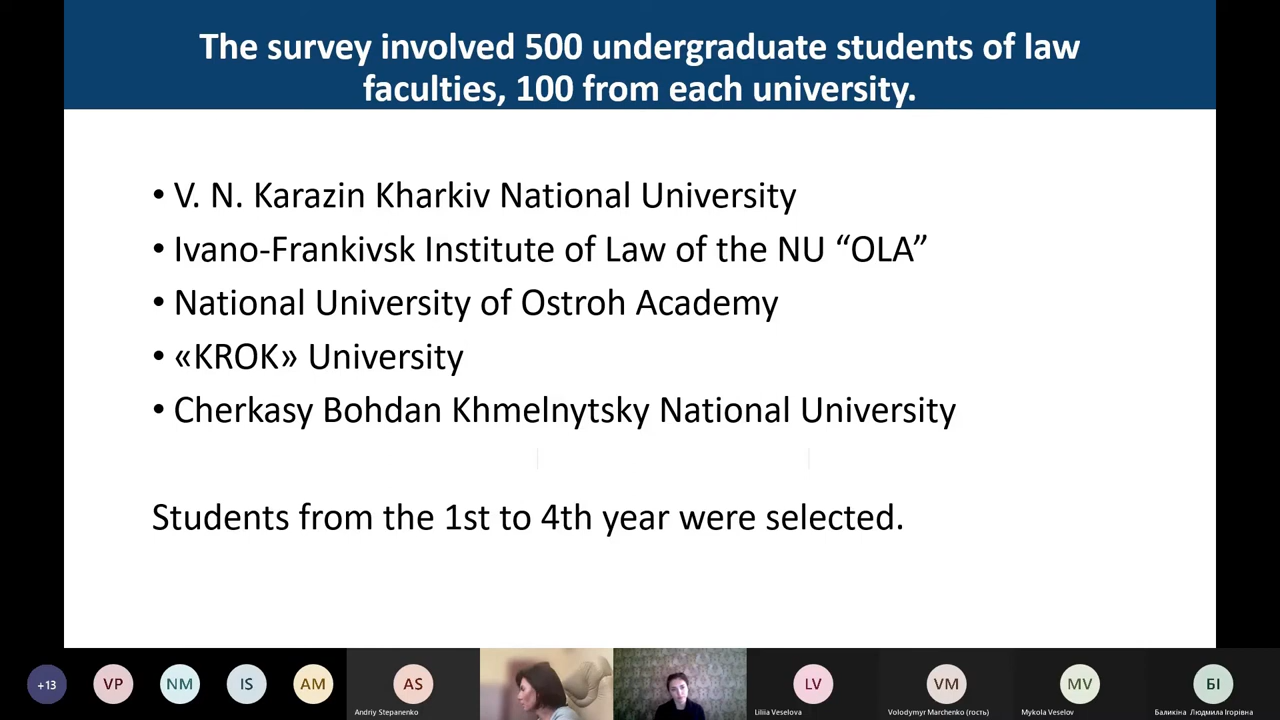 The survey involved 500 undergraduate students of law
faculties, 100 from each university.
• V. N. Karazin Kharkiv National University
• Ivano-Frankivsk Institute of Law of the NU “OLA”
• National University of Ostroh Academy
• «KROK» University
• Cherkasy Bohdan Khmelnytsky National University
Students from the 1st to 4th year were selected.
+13 VP NM IS AM AS LV VM MV БІ
Andriy Stepanenko Liliia Veselova Volodymyr Marchenko (гость) Mykola Veselov Баликіна Людмила Ігорівна